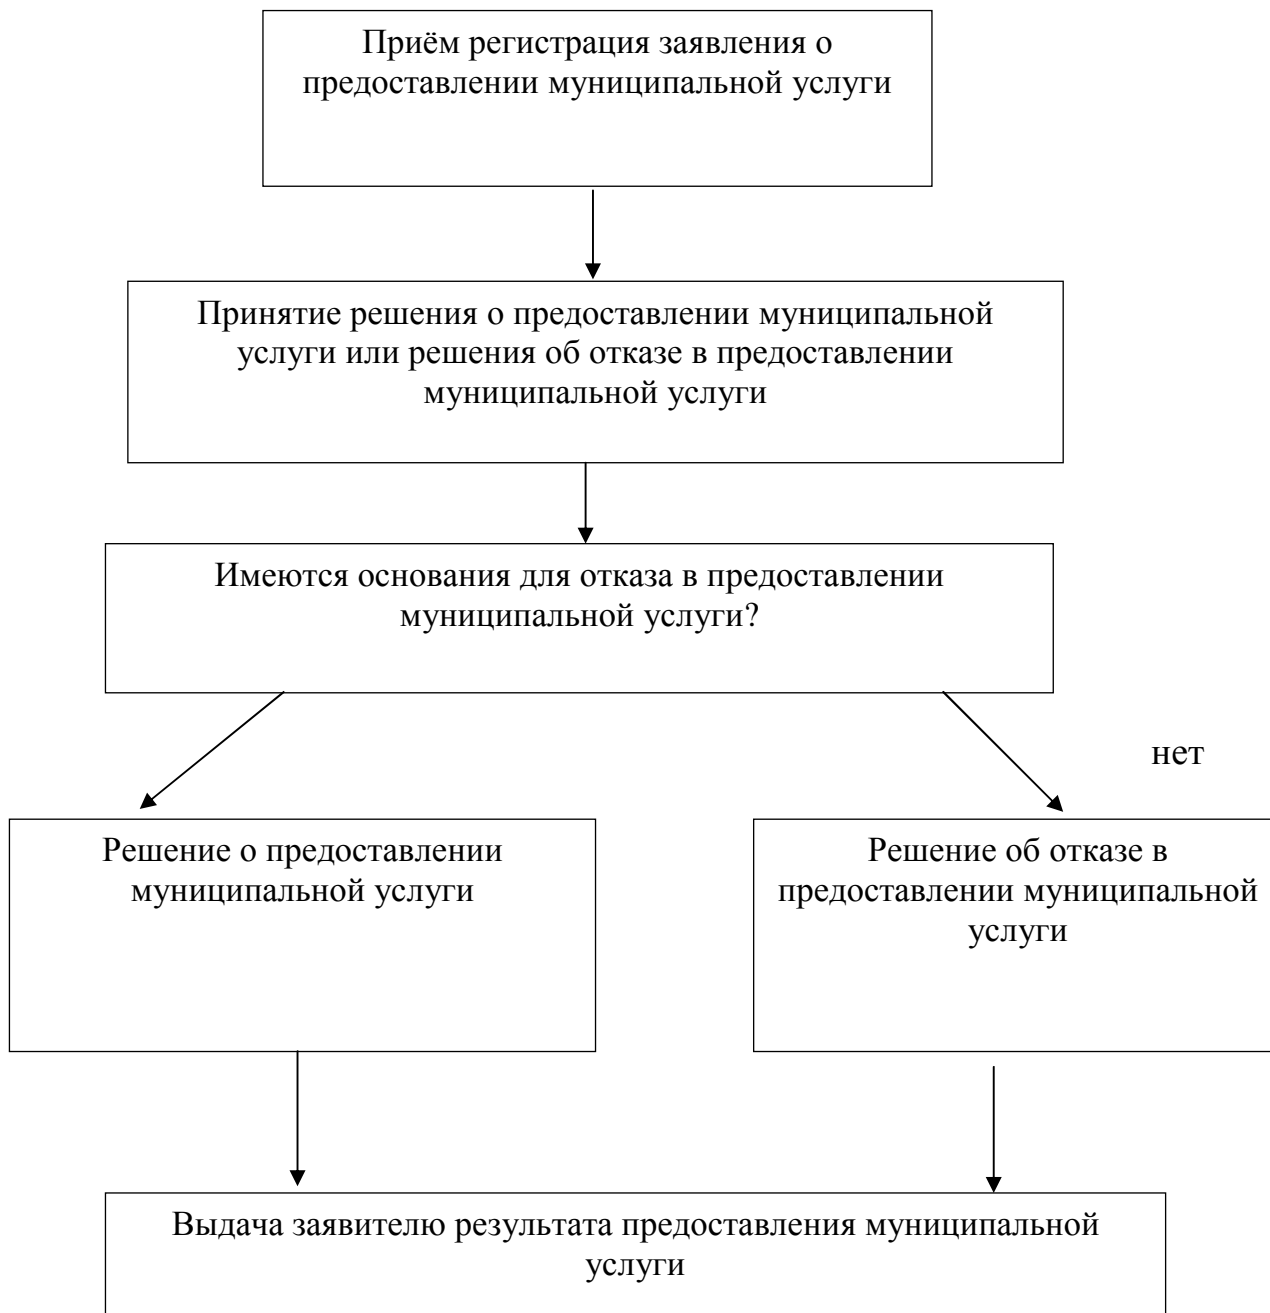 Приём регистрация заявления о
предоставлении муниципальной услуги
Принятие решения о предоставлении муниципальной
услуги или решения об отказе в предоставлении
муниципальной услуги
Имеются основания для отказа в предоставлении
муниципальной услуги?
нет
Решение о предоставлении
муниципальной услуги
Решение об отказе в
предоставлении муниципальной
услуги
Выдача заявителю результата предоставления муниципальной
услуги